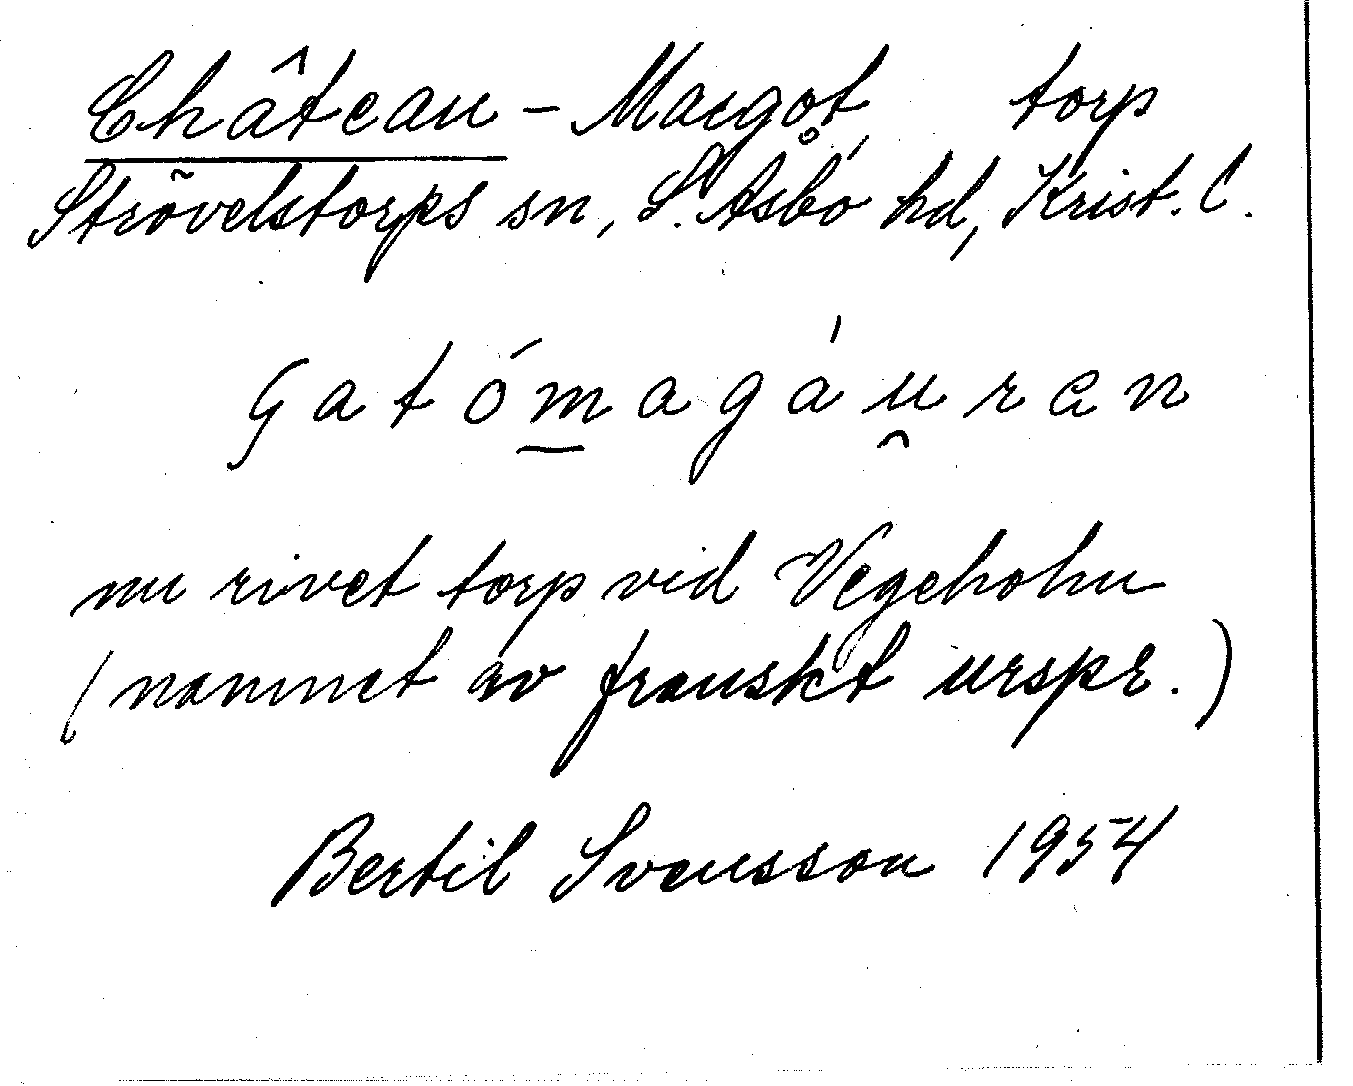 Château – Margot torp
Strövelstorps sn, S. Åsbo hd, Krist. l.
Gatómagáuran
nu rivet torp vid Vegeholm
(namnet av franskt urspr.)
Bertil Svensson 1954